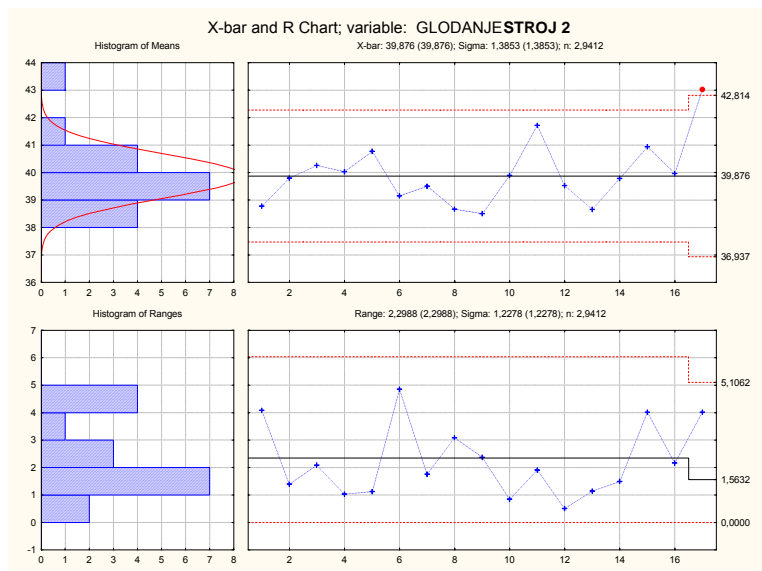 X-bar and R Chart; variable: GLODANJESTROJ 2
Histogram of Means
X-bar: 39,876 (39,876); Sigma: 1,3853 (1,3853); n: 2,9412
44
43
42
41
40
39
38
37
36
0 1 2 3 4 5 6 7 8
2 4 6 8 10 12 14 16
42,814
39,876
36,937
Histogram of Ranges
Range: 2,2988 (2,2988); Sigma: 1,2278 (1,2278); n: 2,9412
7
6
5
4
3
2
1
0
-1
0 1 2 3 4 5 6 7 8
2 4 6 8 10 12 14 16
5,1062
1,5632
0,0000